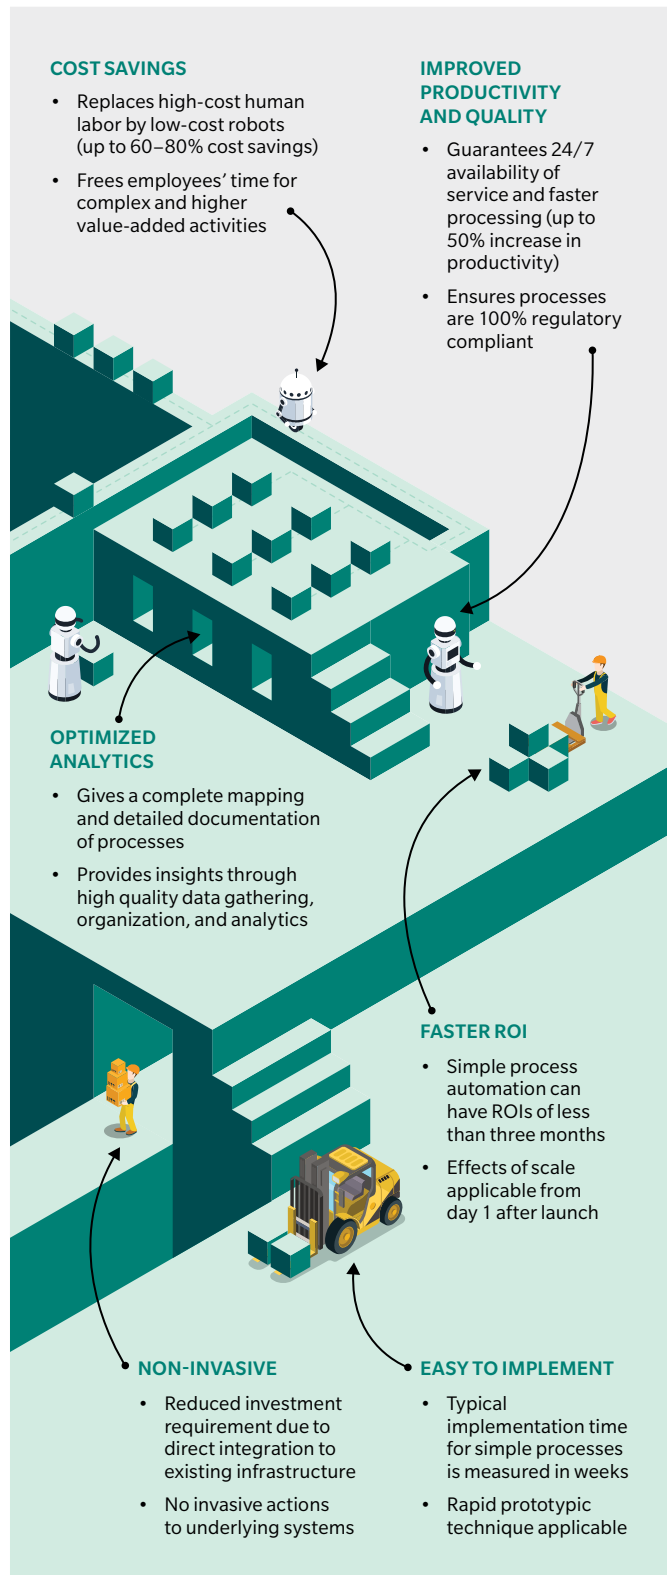 COST SAVINGS
• Replaces high-cost human
labor by low-cost robots
(up to 60–80% cost savings)
• Frees employees’ time for
complex and higher
value-added activities
IMPROVED
PRODUCTIVITY
AND QUALITY
• Guarantees 24/7
availability of
service and faster
processing (up to
50% increase in
productivity)
• Ensures processes
are 100% regulatory
compliant
OPTIMIZED
ANALYTICS
• Gives a complete mapping
and detailed documentation
of processes
• Provides insights through
high quality data gathering,
organization, and analytics
FASTER ROI
• Simple process
automation can
have ROIs of less
than three months
• Effects of scale
applicable from
day 1 after launch
NON-INVASIVE
• Reduced investment
requirement due to
direct integration to
existing infrastructure
• No invasive actions
to underlying systems
EASY TO IMPLEMENT
• Typical
implementation time
for simple processes
is measured in weeks
• Rapid prototypic
technique applicable